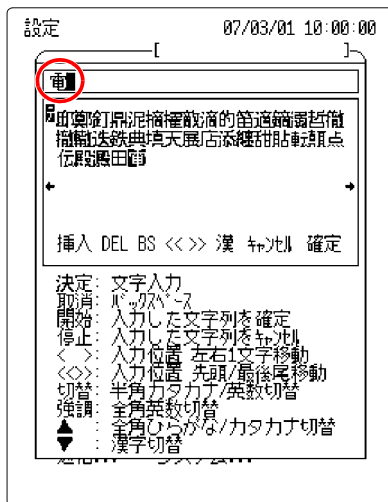 設定 07/03/01 10:00:00
[ ]
電
邸鄭釘鼎泥摘擢敵滴的笛適鏑溺哲徹
撤轍迭鉄典填天展店添纏甜貼転顛点
伝殿澱田電
← →
挿入 DEL BS << >> 漢 ｷｬﾝｾﾙ 確定
決定: 文字入力
取消: ﾊﾞｯｸｽﾍﾟｰｽ
開始: 入力した文字列を確定
停止: 入力した文字列をｷｬﾝｾﾙ
< >: 入力位置 左右1文字移動
<<>>: 入力位置 先頭/最後尾移動
切替: 半角カタカナ/英数切替
強調: 全角英数切替
▲ : 全角ひらがな/カタカナ切替
▼ : 漢字切替